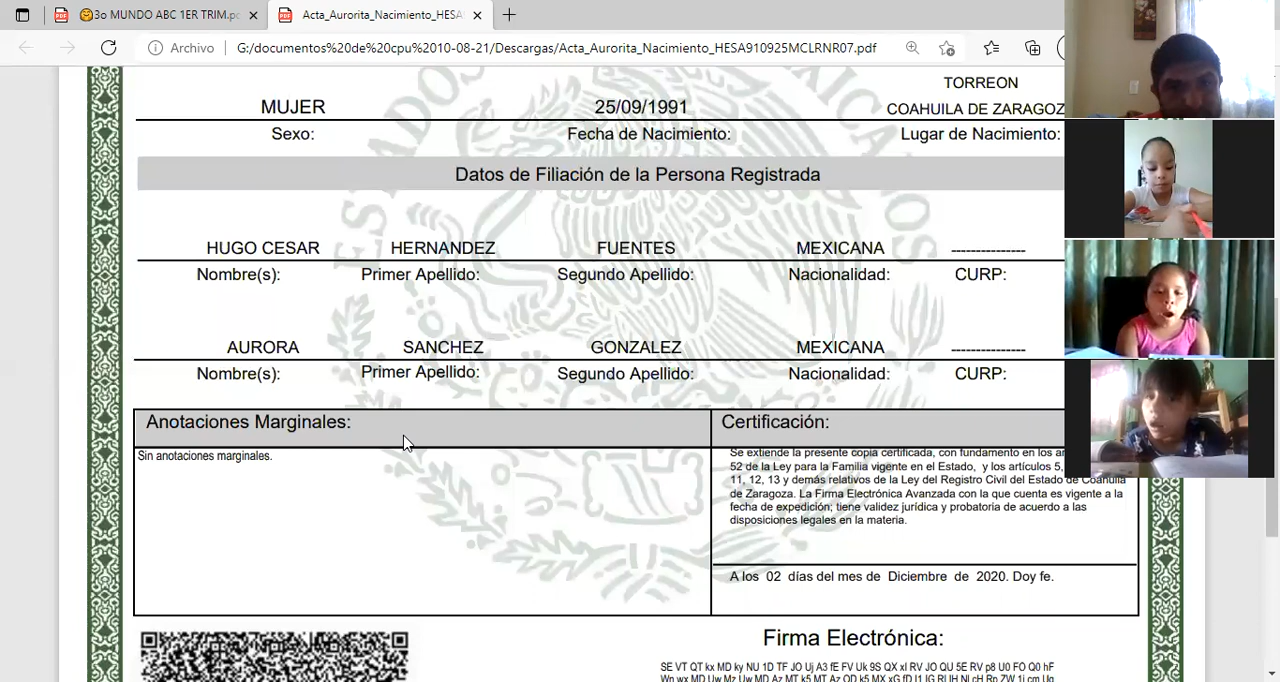 3o MUNDO ABC 1ER TRIM.pd
Acta_Aurorita_Nacimiento_HESA
Archivo
G:/documentos%20de%20cpu%2010-08-21/Descargas/Acta_Aurorita_Nacimiento_HESA910925MCLRNR07.pdf
ESTADOS MEXICANOS
TORREON
MUJER 25/09/1991 COAHUILA DE ZARAGOZ
Sexo: Fecha de Nacimiento: Lugar de Nacimiento:
Datos de Filiación de la Persona Registrada
HUGO CESAR HERNANDEZ FUENTES MEXICANA ---------------
Nombre(s): Primer Apellido: Segundo Apellido: Nacionalidad: CURP:
AURORA SANCHEZ GONZALEZ MEXICANA ---------------
Nombre(s): Primer Apellido: Segundo Apellido: Nacionalidad: CURP:
Anotaciones Marginales:
Sin anotaciones marginales.
Certificación:
Se extiende la presente copia certificada, con fundamento en los ar
52 de la Ley para la Familia vigente en el Estado, y los artículos 5,
11, 12, 13 y demás relativos de la Ley del Registro Civil del Estado de Coahuila
de Zaragoza. La Firma Electrónica Avanzada con la que cuenta es vigente a la
fecha de expedición; tiene validez jurídica y probatoria de acuerdo a las
disposiciones legales en la materia.
A los 02 días del mes de Diciembre de 2020. Doy fe.
Firma Electrónica:
SE VT QT kx MD ky NU 1D TF JO Uj A3 fE FV Uk 9S QX xl RV JO QU 5E RV p8 U0 FO Q0 hF